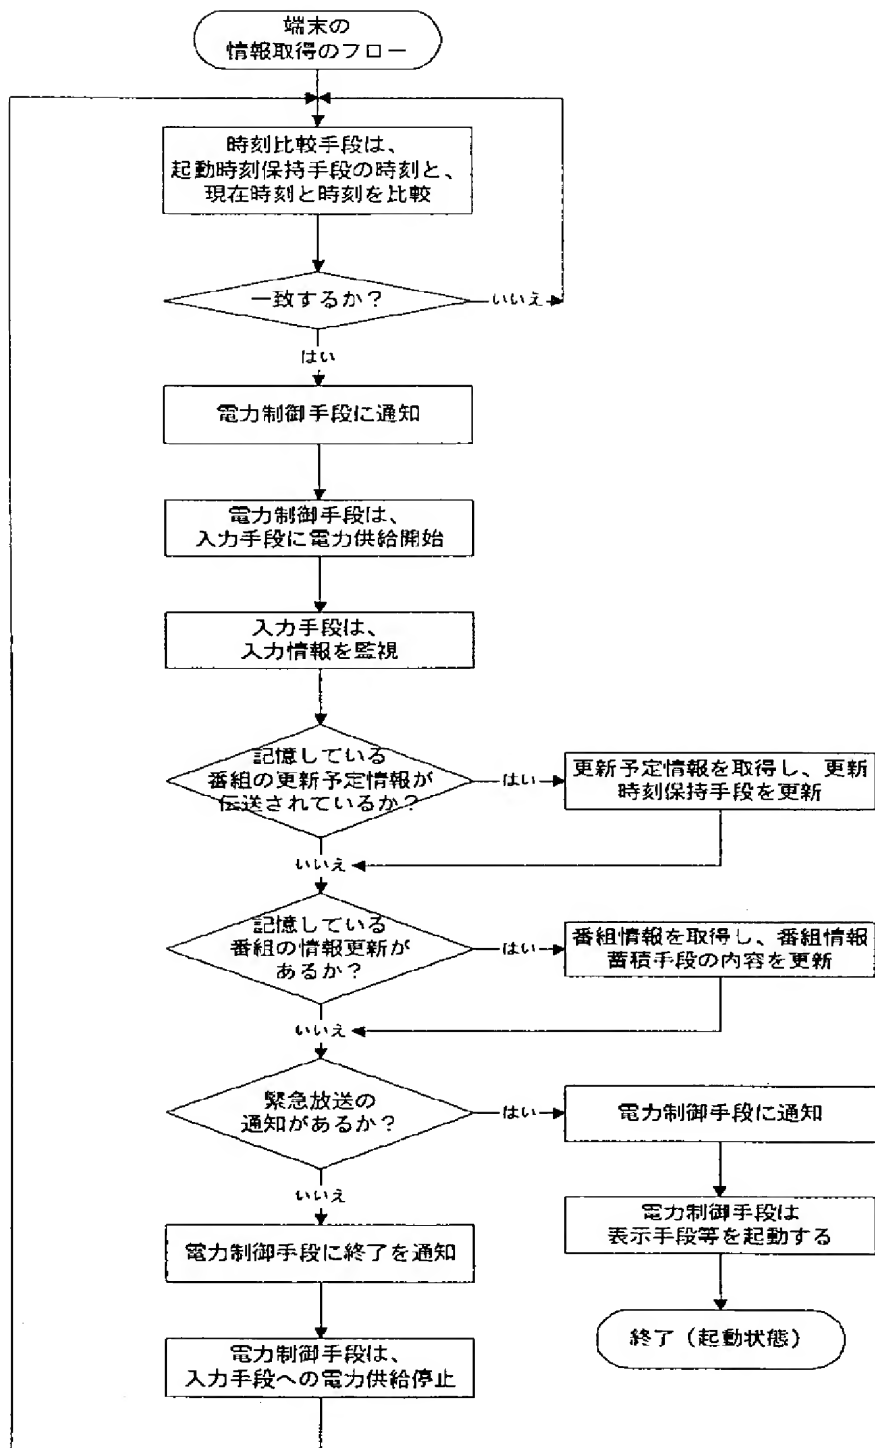 端末の
情報取得のフロー
時刻比較手段は、
起動時刻保持手段の時刻と、
現在時刻と時刻を比較
一致するか？
いいえ
はい
電力制御手段に通知
電力制御手段は、
入力手段に電力供給開始
入力手段は、
入力情報を監視
記憶している
番組の更新予定情報が
伝送されているか？
はい
更新予定情報を取得し、更新
時刻保持手段を更新
いいえ
記憶している
番組の情報更新が
あるか？
はい
番組情報を取得し、番組情報
蓄積手段の内容を更新
いいえ
緊急放送の
通知があるか？
はい
電力制御手段に通知
いいえ
電力制御手段は
表示手段等を起動する
電力制御手段に終了を通知
終了（起動状態）
電力制御手段は、
入力手段への電力供給停止